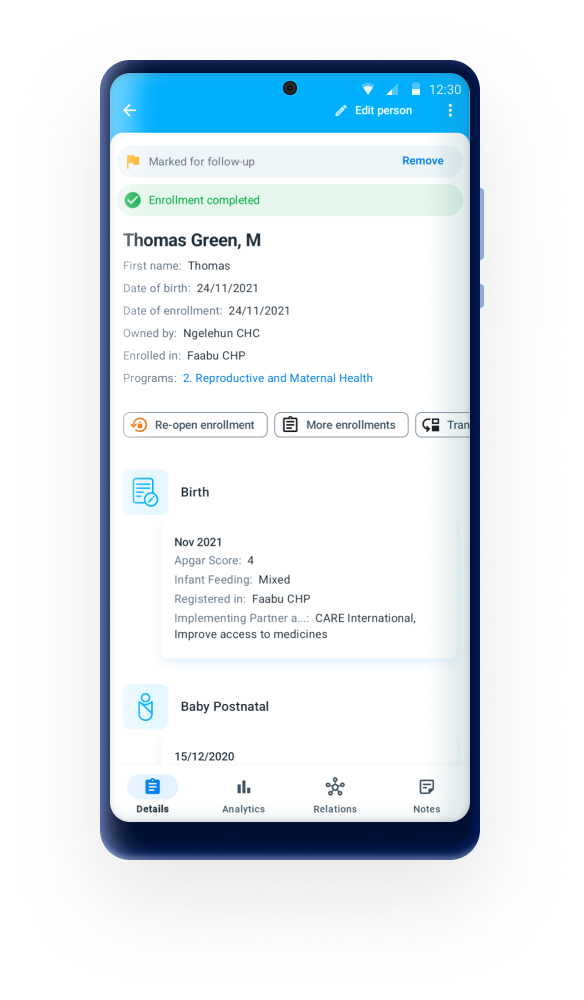 12:30
Edit person
Marked for follow-up Remove
Enrollment completed
Thomas Green, M
First name: Thomas
Date of birth: 24/11/2021
Date of enrollment: 24/11/2021
Owned by: Ngelehun CHC
Enrolled in: Faabu CHP
Programs: 2. Reproductive and Maternal Health
Re-open enrollment More enrollments Tran
Birth
Nov 2021
Apgar Score: 4
Infant Feeding: Mixed
Registered in: Faabu CHP
Implementing Partner a...: CARE International,
Improve access to medicines
Baby Postnatal
15/12/2020
Details Analytics Relations Notes